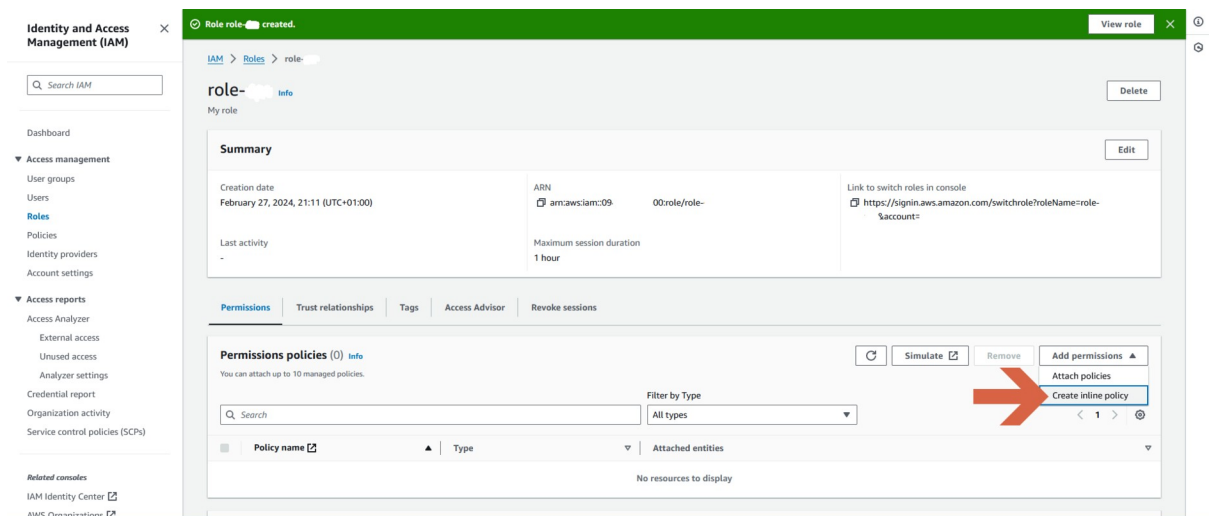 Identity and Access
Management (IAM)
Search IAM
Dashboard
Access management
User groups
Users
Roles
Policies
Identity providers
Account settings
Access reports
Access Analyzer
External access
Unused access
Analyzer settings
Credential report
Organization activity
Service control policies (SCPs)
Related consoles
IAM Identity Center
AWS Organizations
Role role- created.
View role
IAM > Roles > role-
role- Info
Delete
My role
Summary
Edit
Creation date
February 27, 2024, 21:11 (UTC+01:00)
ARN
arn:aws:iam::09 00:role/role-
Link to switch roles in console
https://signin.aws.amazon.com/switchrole?roleName=role-
&account=
Last activity
-
Maximum session duration
1 hour
Permissions Trust relationships Tags Access Advisor Revoke sessions
Permissions policies (0) Info
You can attach up to 10 managed policies.
Simulate Remove Add permissions
Attach policies
Create inline policy
Filter by Type
Search
All types
< 1 >
Policy name Type Attached entities
No resources to display